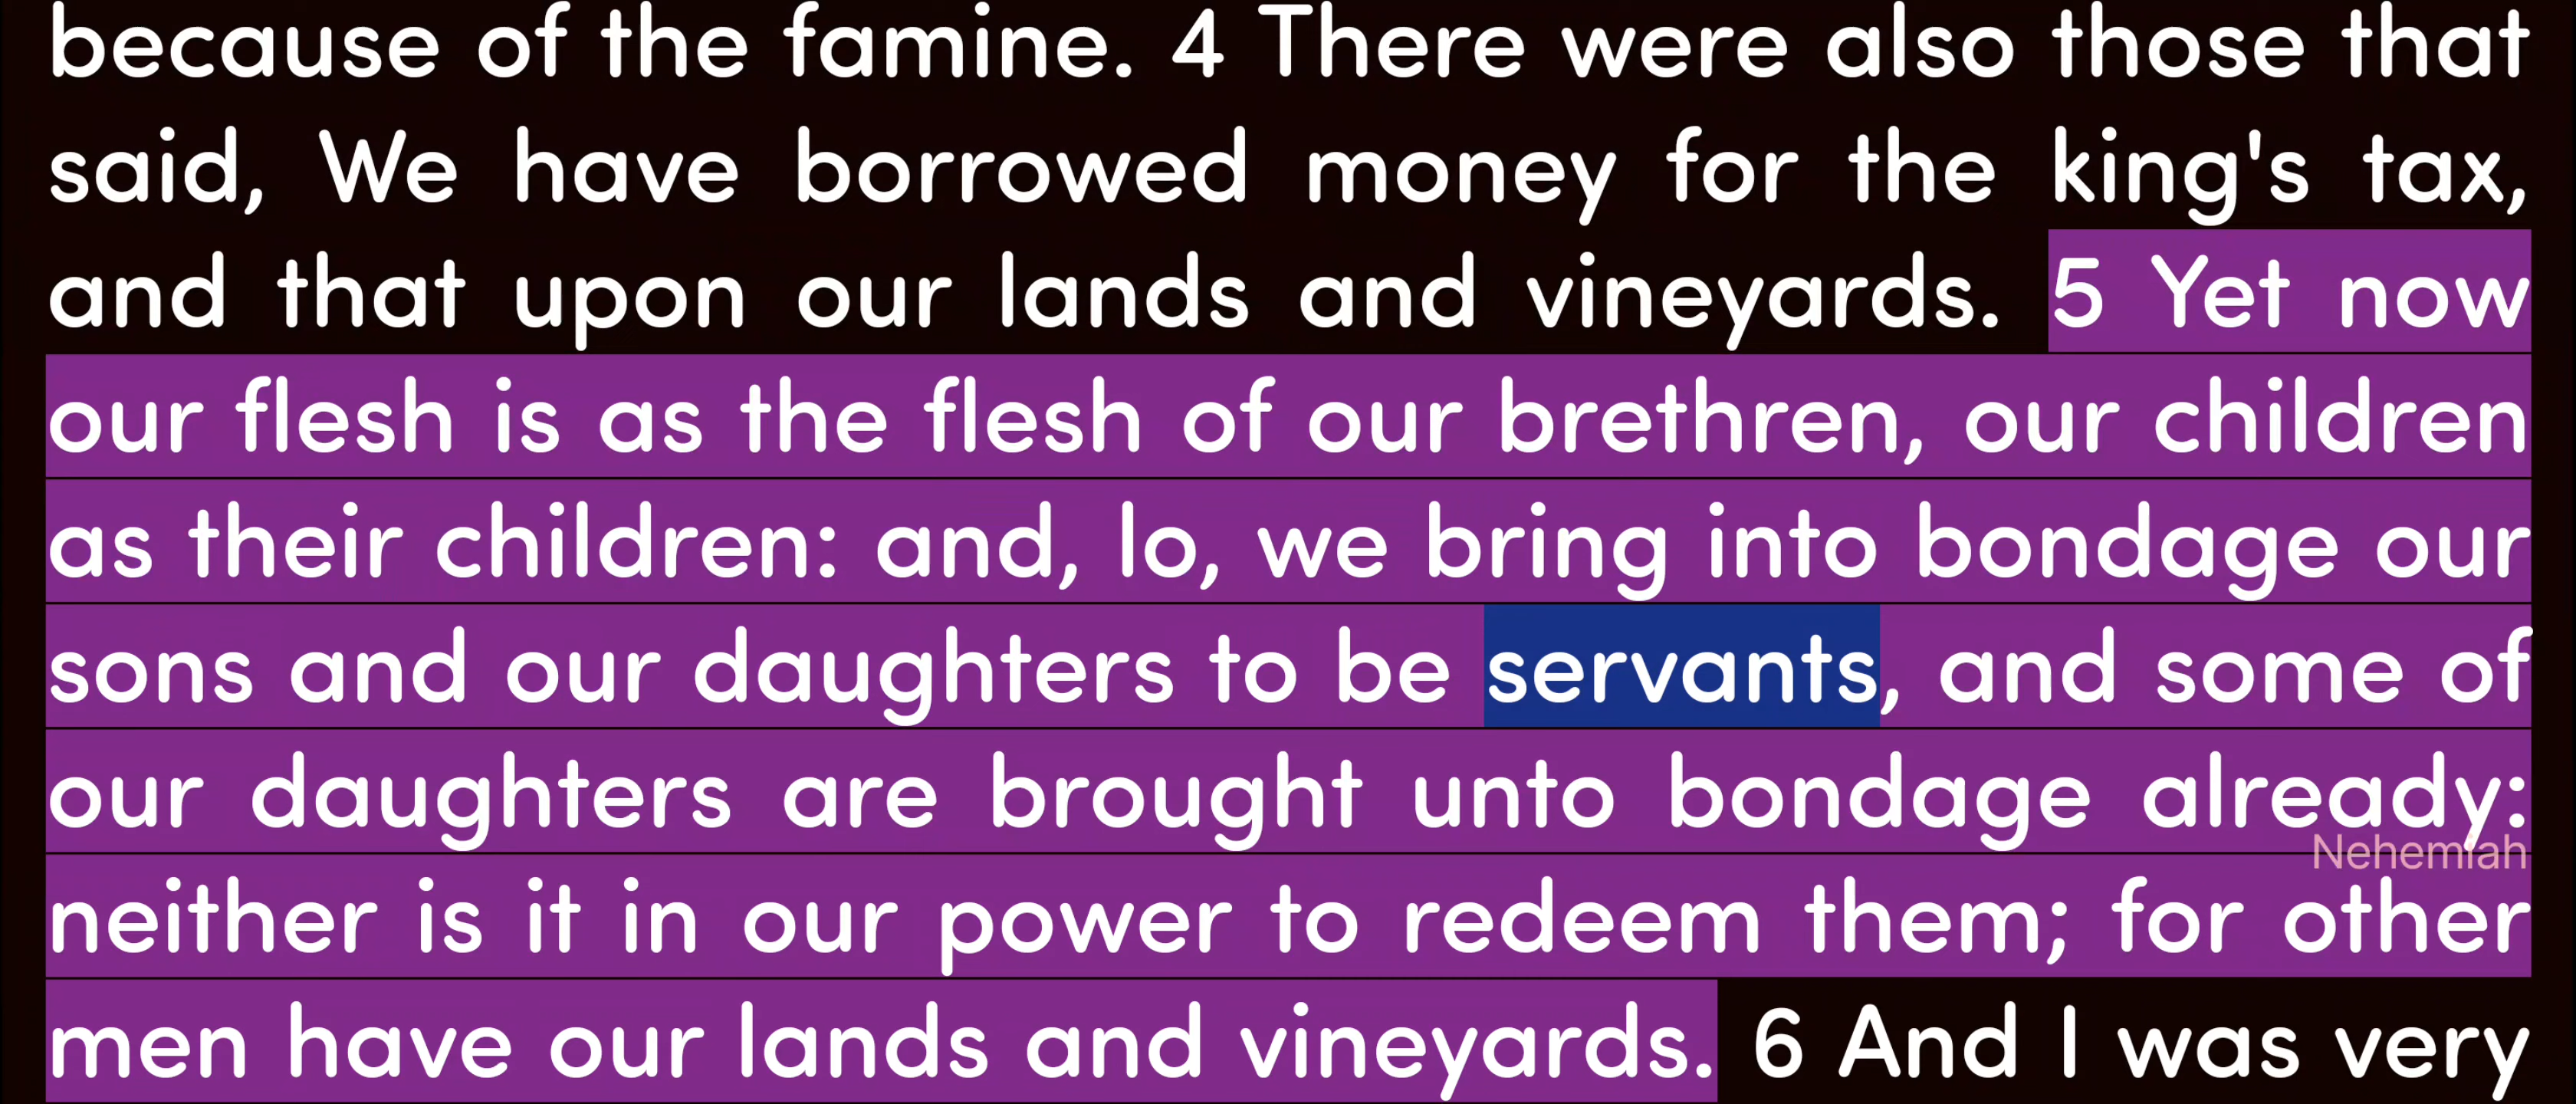 because of the famine. 4 There were also those that
said, We have borrowed money for the king's tax,
and that upon our lands and vineyards. 5 Yet now
our flesh is as the flesh of our brethren, our children
as their children: and, lo, we bring into bondage our
sons and our daughters to be servants, and some of
our daughters are brought unto bondage already:
Nehemiah
neither is it in our power to redeem them; for other
men have our lands and vineyards. 6 And I was very